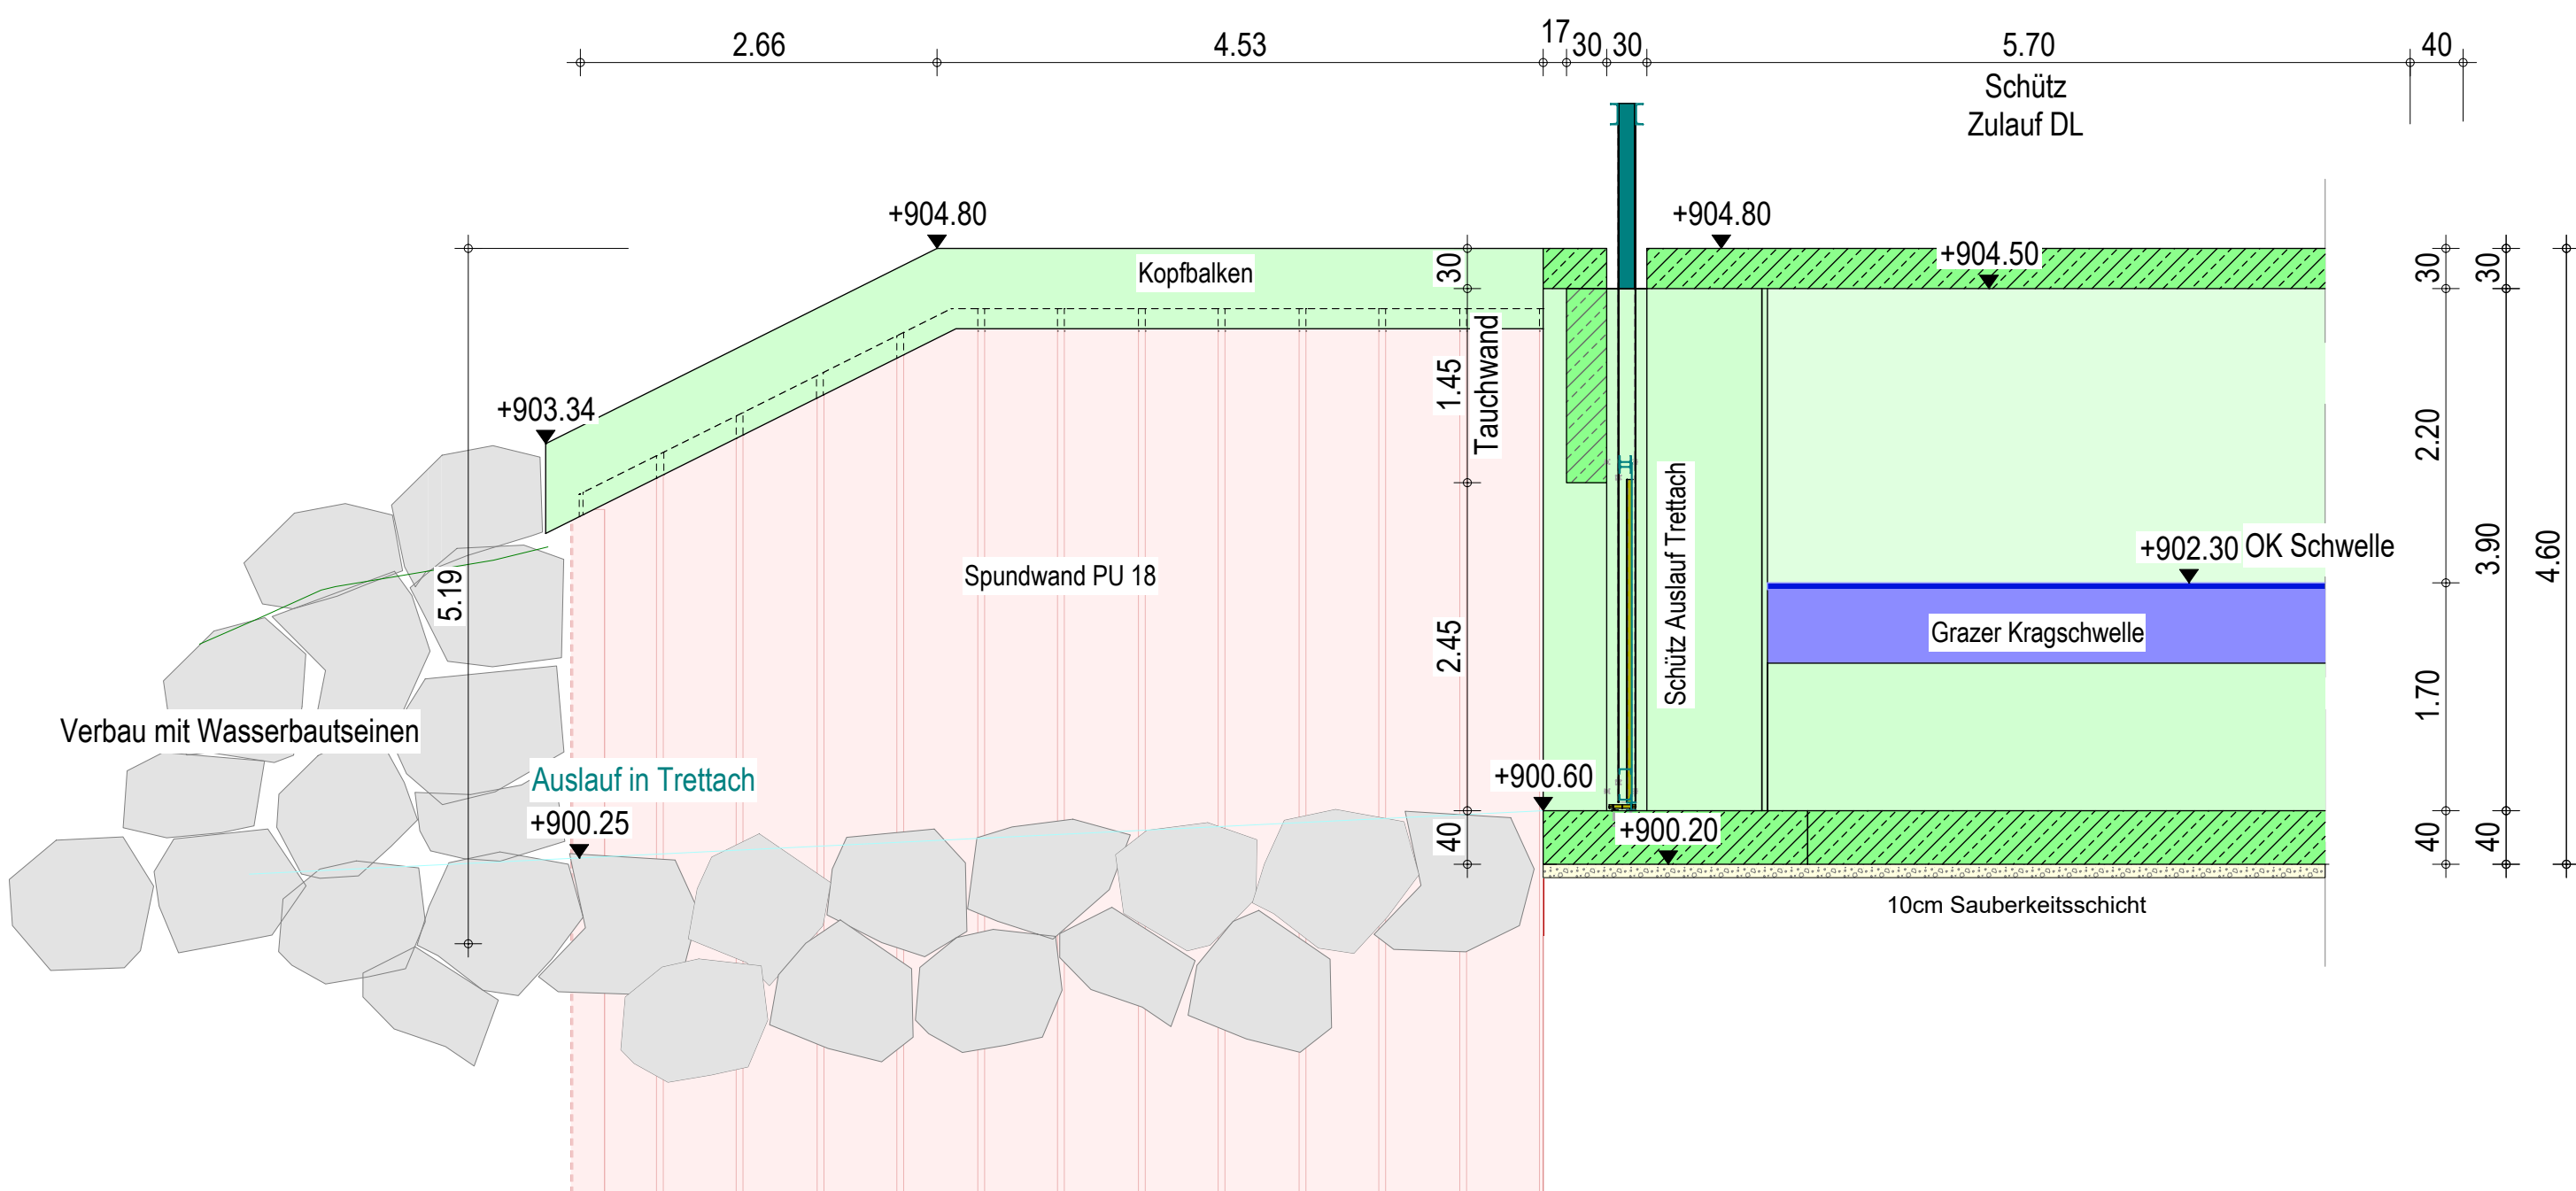 2.66
4.53
17
30
30
5.70
40
Schütz
Zulauf DL
+904.80
+904.80
+904.50
Kopfbalken
30
30
30
+903.34
1.45
Tauchwand
2.20
Schütz Auslauf Trettach
+902.30
OK Schwelle
3.90
4.60
5.19
Spundwand PU 18
2.45
Grazer Kragschwelle
1.70
Verbau mit Wasserbautseinen
Auslauf in Trettach
+900.25
+900.60
+900.20
40
40
40
10cm Sauberkeitsschicht